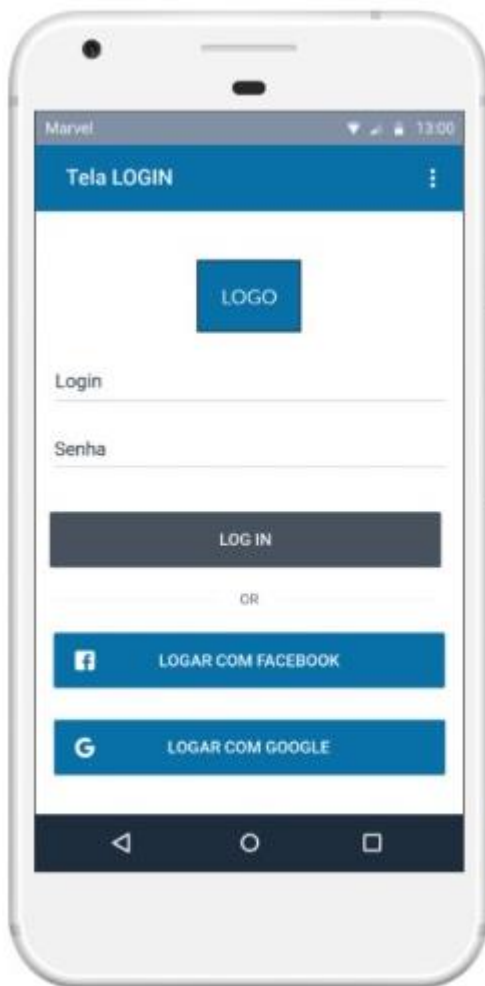 Marvel 13:00
Tela LOGIN
LOGO
Login
Senha
LOG IN
OR
LOGAR COM FACEBOOK
LOGAR COM GOOGLE